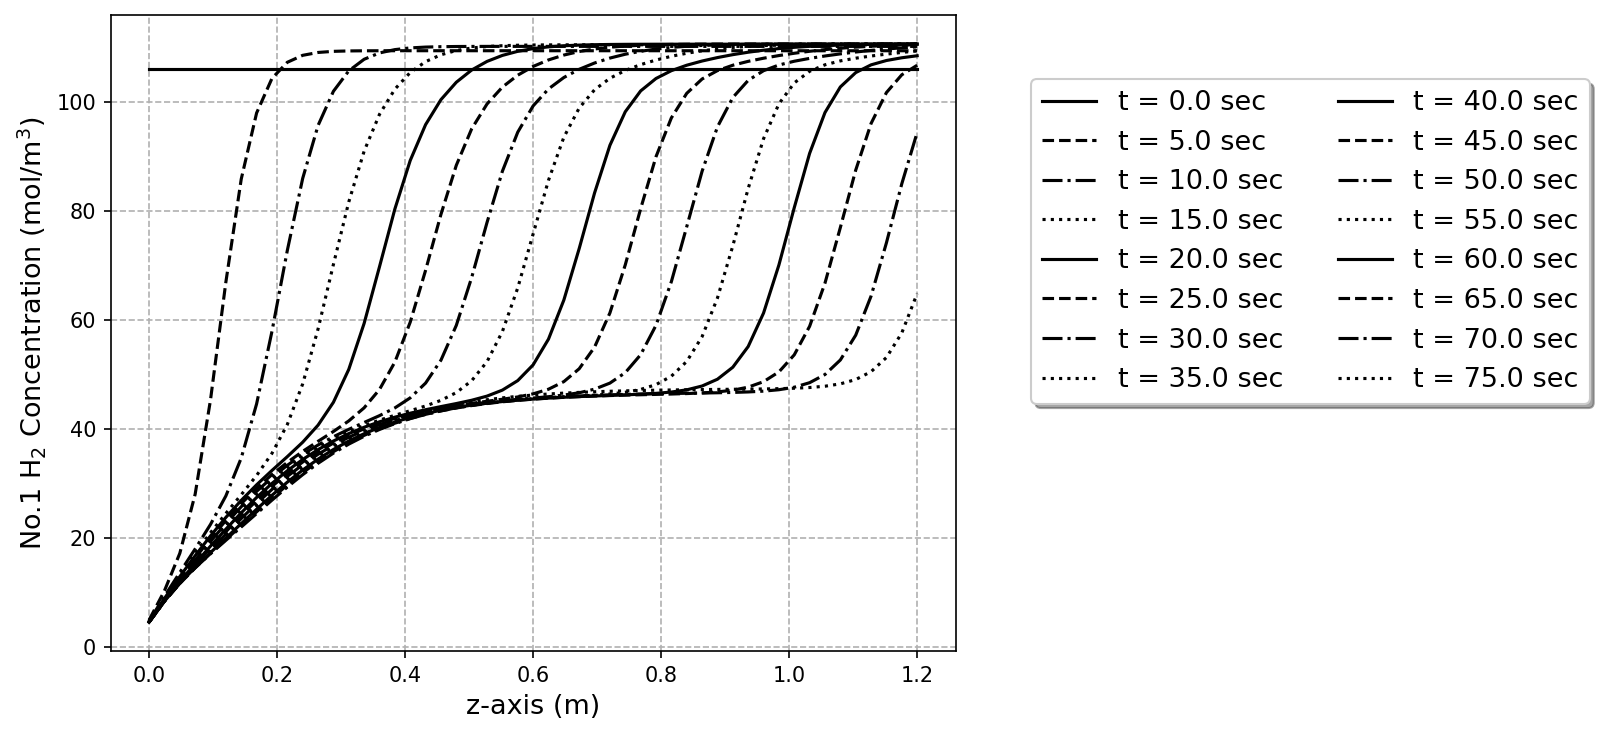 No.1 H₂ Concentration (mol/m³)
100
80
60
40
20
0
0.0 0.2 0.4 0.6 0.8 1.0 1.2
z-axis (m)
t = 0.0 sec
t = 5.0 sec
t = 10.0 sec
t = 15.0 sec
t = 20.0 sec
t = 25.0 sec
t = 30.0 sec
t = 35.0 sec
t = 40.0 sec
t = 45.0 sec
t = 50.0 sec
t = 55.0 sec
t = 60.0 sec
t = 65.0 sec
t = 70.0 sec
t = 75.0 sec